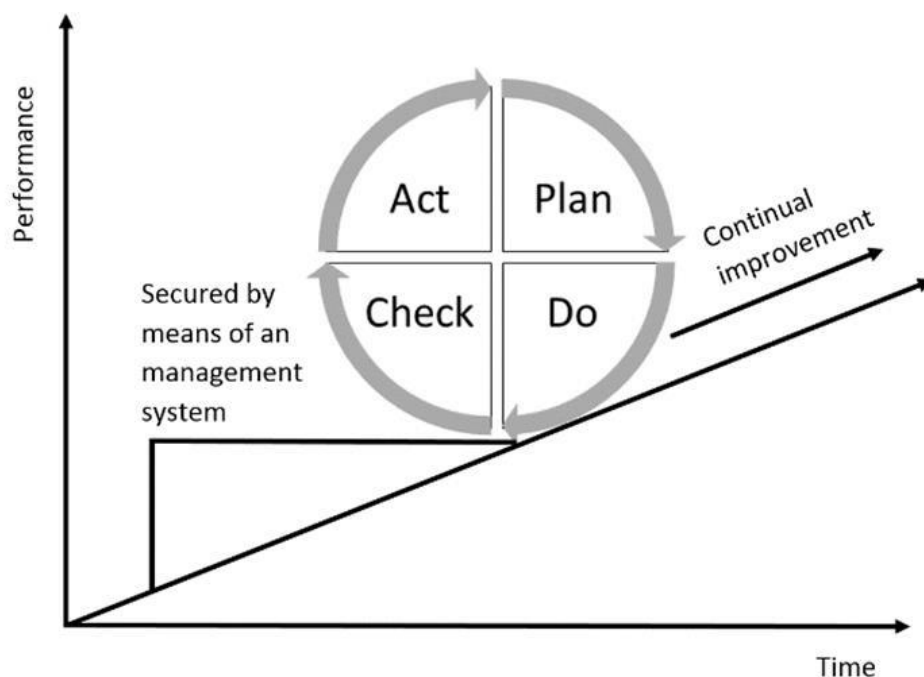 Performance
Act
Plan
Check
Do
Continual
improvement
Secured by
means of an
management
system
Time